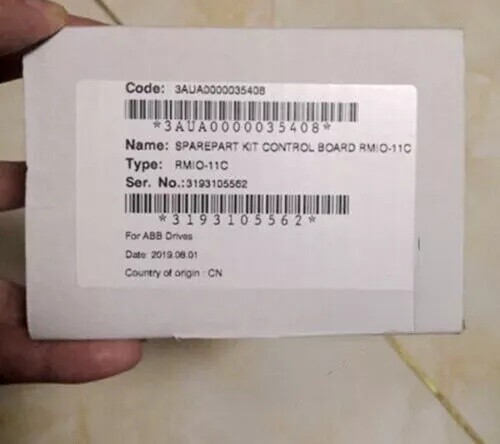 Code: 3AUA0000035408
*3AUA0000035408*
Name: SPAREPART KIT CONTROL BOARD RMIO-11C
Type: RMIO-11C
Ser. No.:3193105562
*3193105562*
For ABB Drives
Date: 2019.08.01
Country of origin : CN